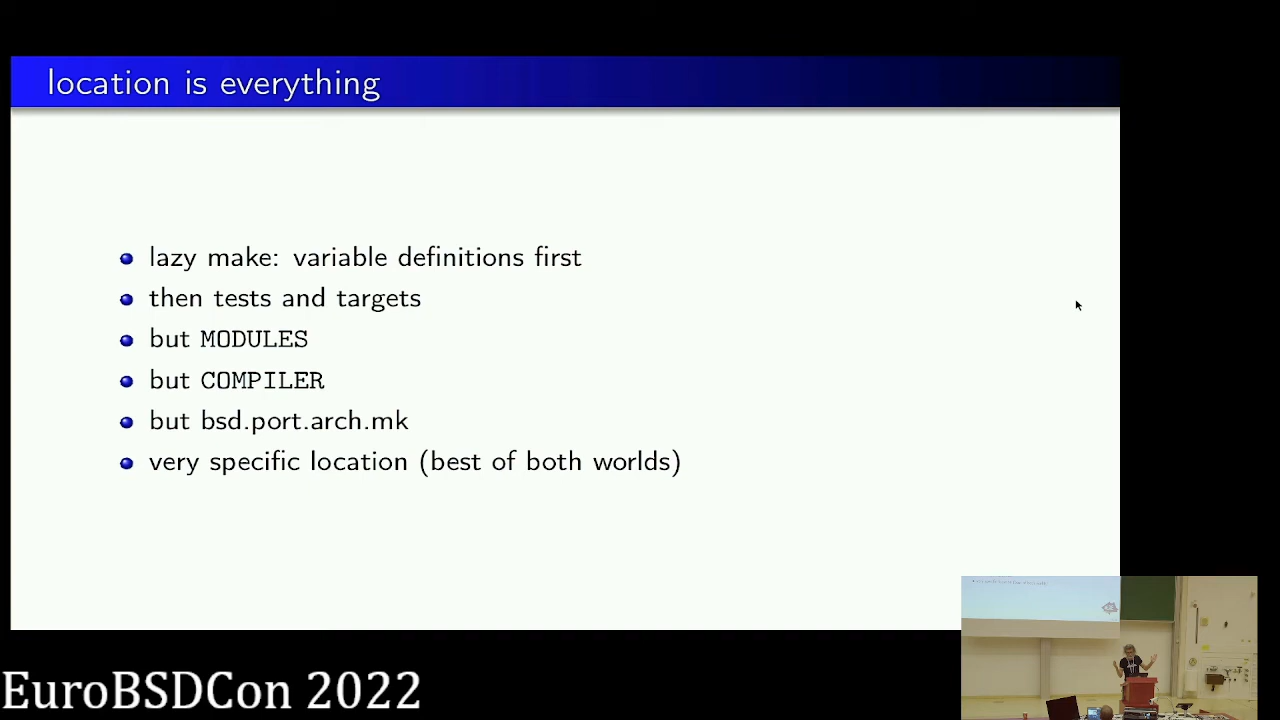 location is everything
lazy make: variable definitions first
then tests and targets
but MODULES
but COMPILER
but bsd.port.arch.mk
very specific location (best of both worlds)
EuroBSDCon 2022